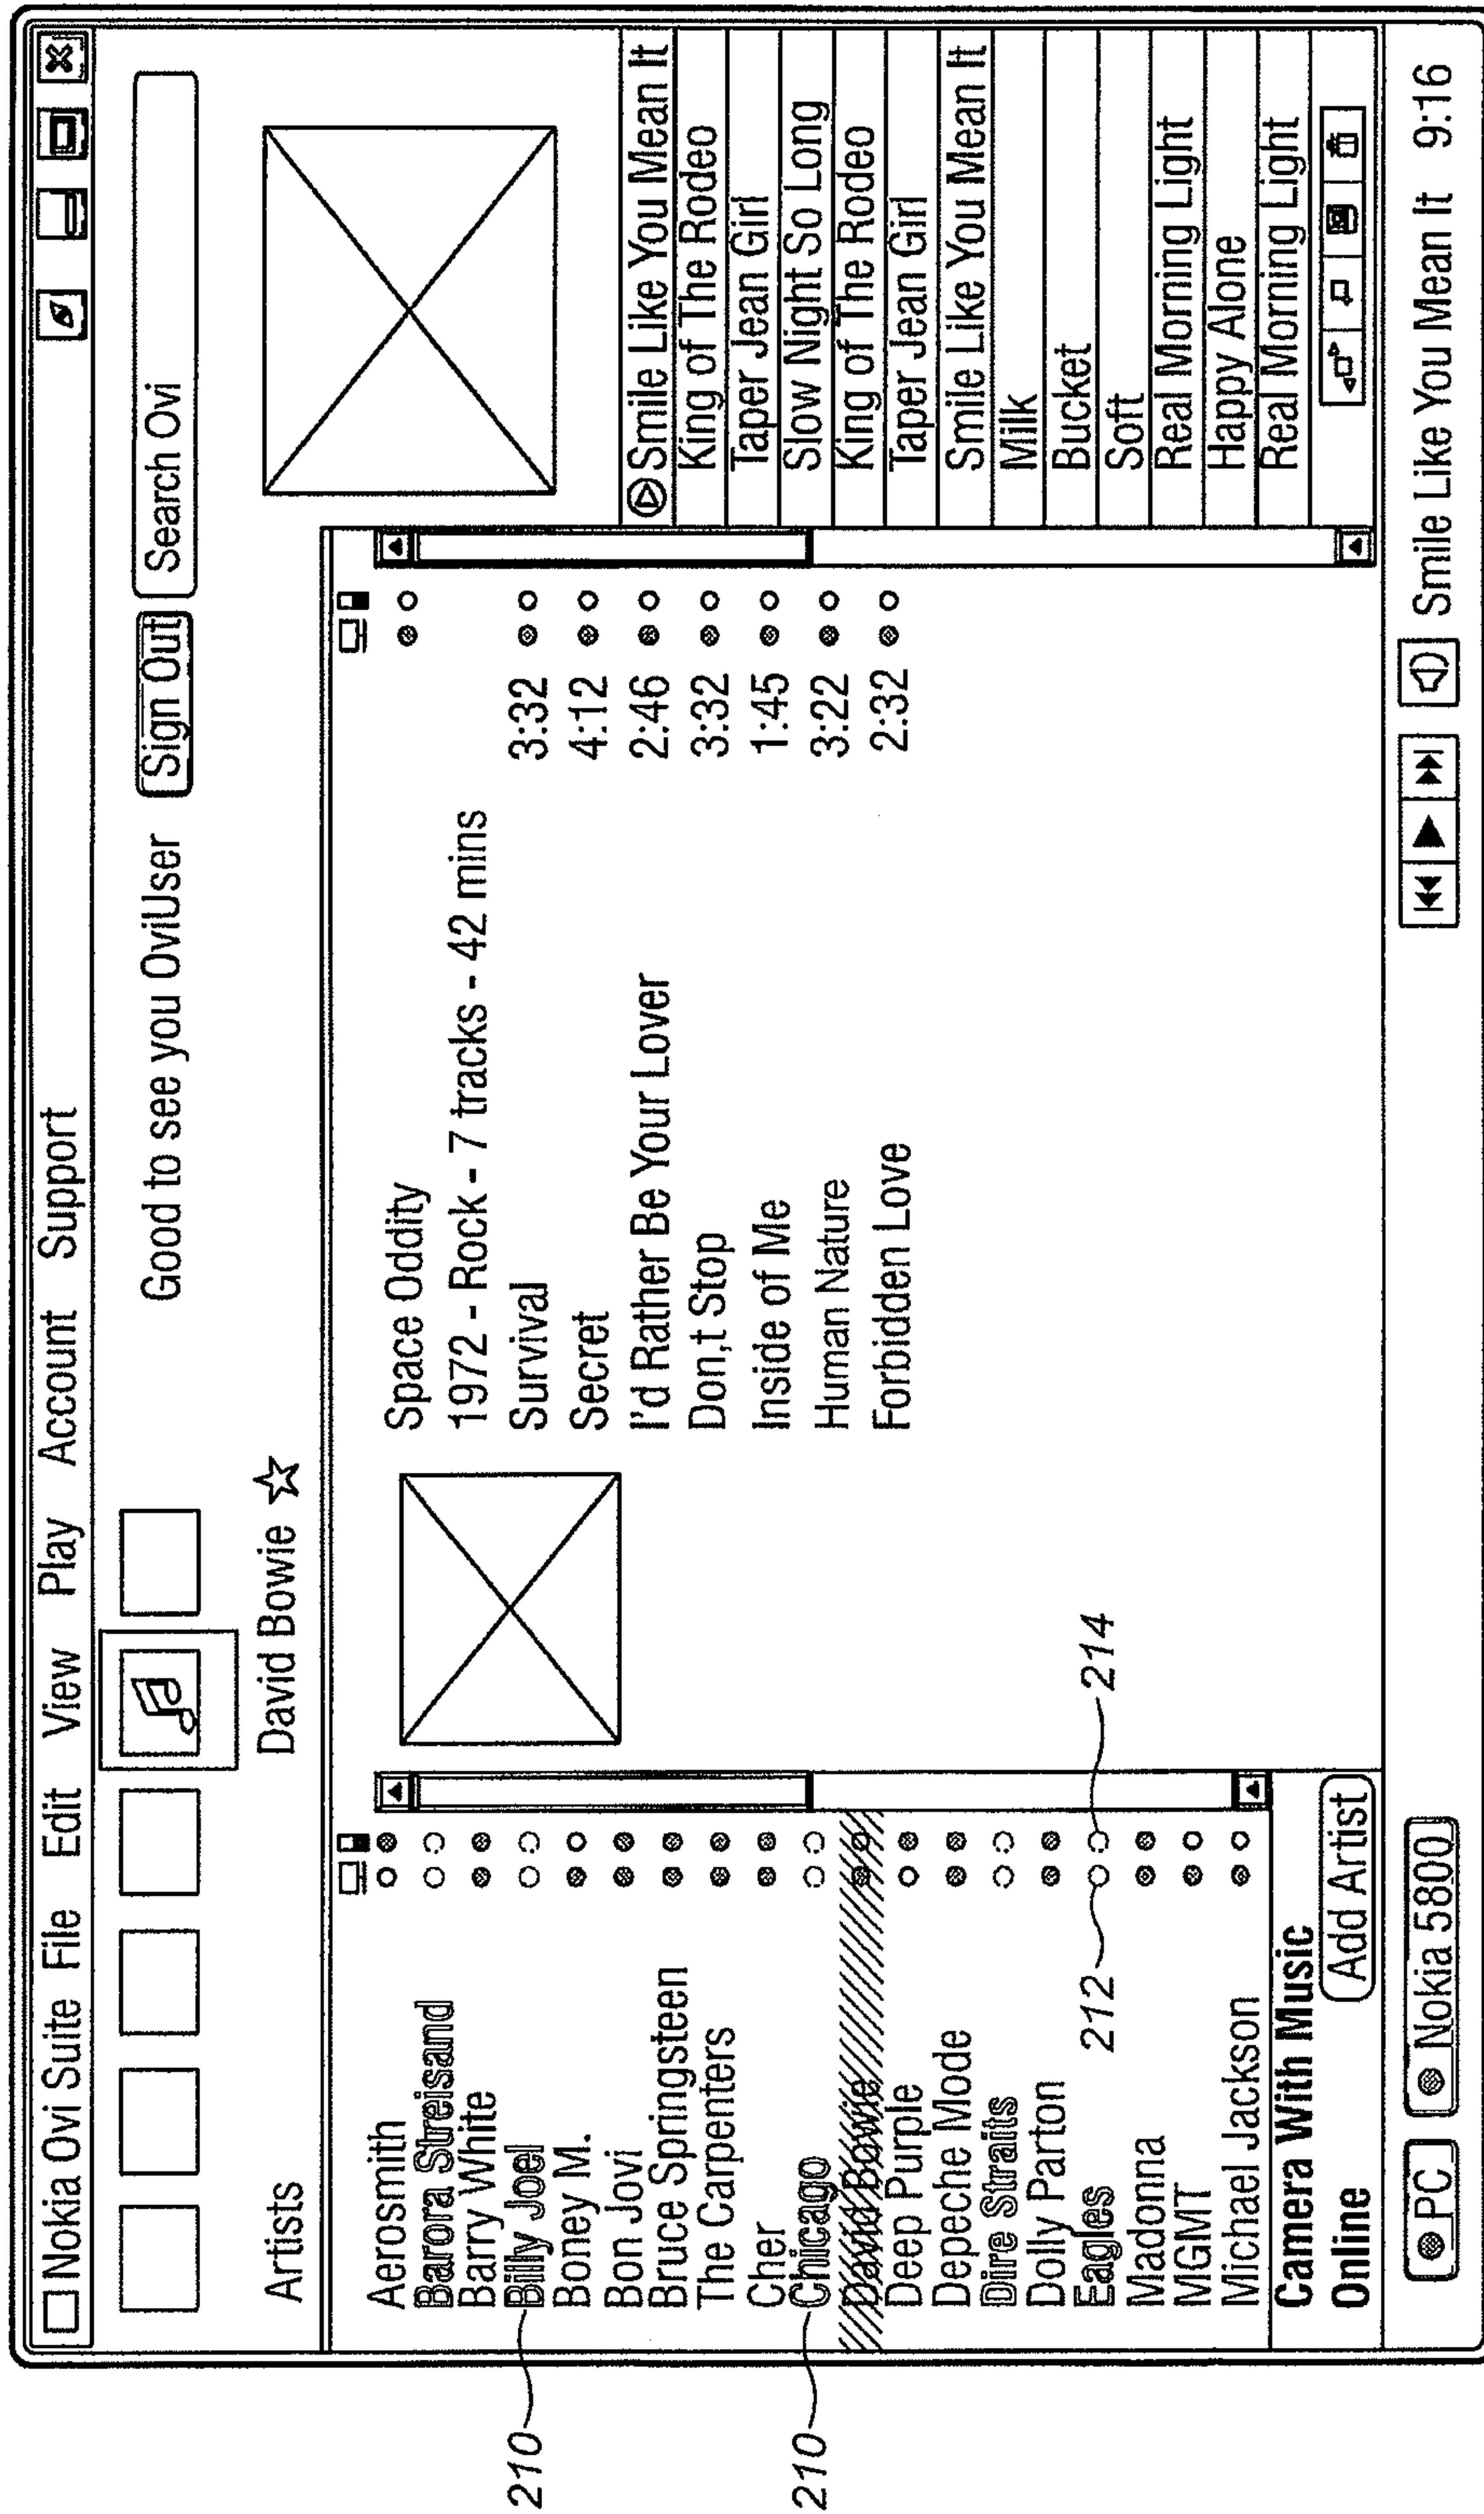 Nokia Ovi Suite File Edit View Play Account Support
Good to see you OviUser
Sign Out
Search Ovi
Artists
David Bowie
Aerosmith
Barora Streisand
Barry White
Billy Joel
Boney M.
Bon Jovi
Bruce Springsteen
The Carpenters
Cher
Chicago
David Bowie
Deep Purple
Depeche Mode
Dire Straits
Dolly Parton
Eagles
Madonna
MGMT
Michael Jackson
Camera With Music
Online
Add Artist
210
210
212
214
Space Oddity
1972 - Rock - 7 tracks - 42 mins
Survival 3:32
Secret 4:12
I'd Rather Be Your Lover 2:46
Don,t Stop 3:32
Inside of Me 1:45
Human Nature 3:22
Forbidden Love 2:32
Smile Like You Mean It
King of The Rodeo
Taper Jean Girl
Slow Night So Long
King of The Rodeo
Taper Jean Girl
Smile Like You Mean It
Milk
Bucket
Soft
Real Morning Light
Happy Alone
Real Morning Light
PC
Nokia 5800
Smile Like You Mean It 9:16